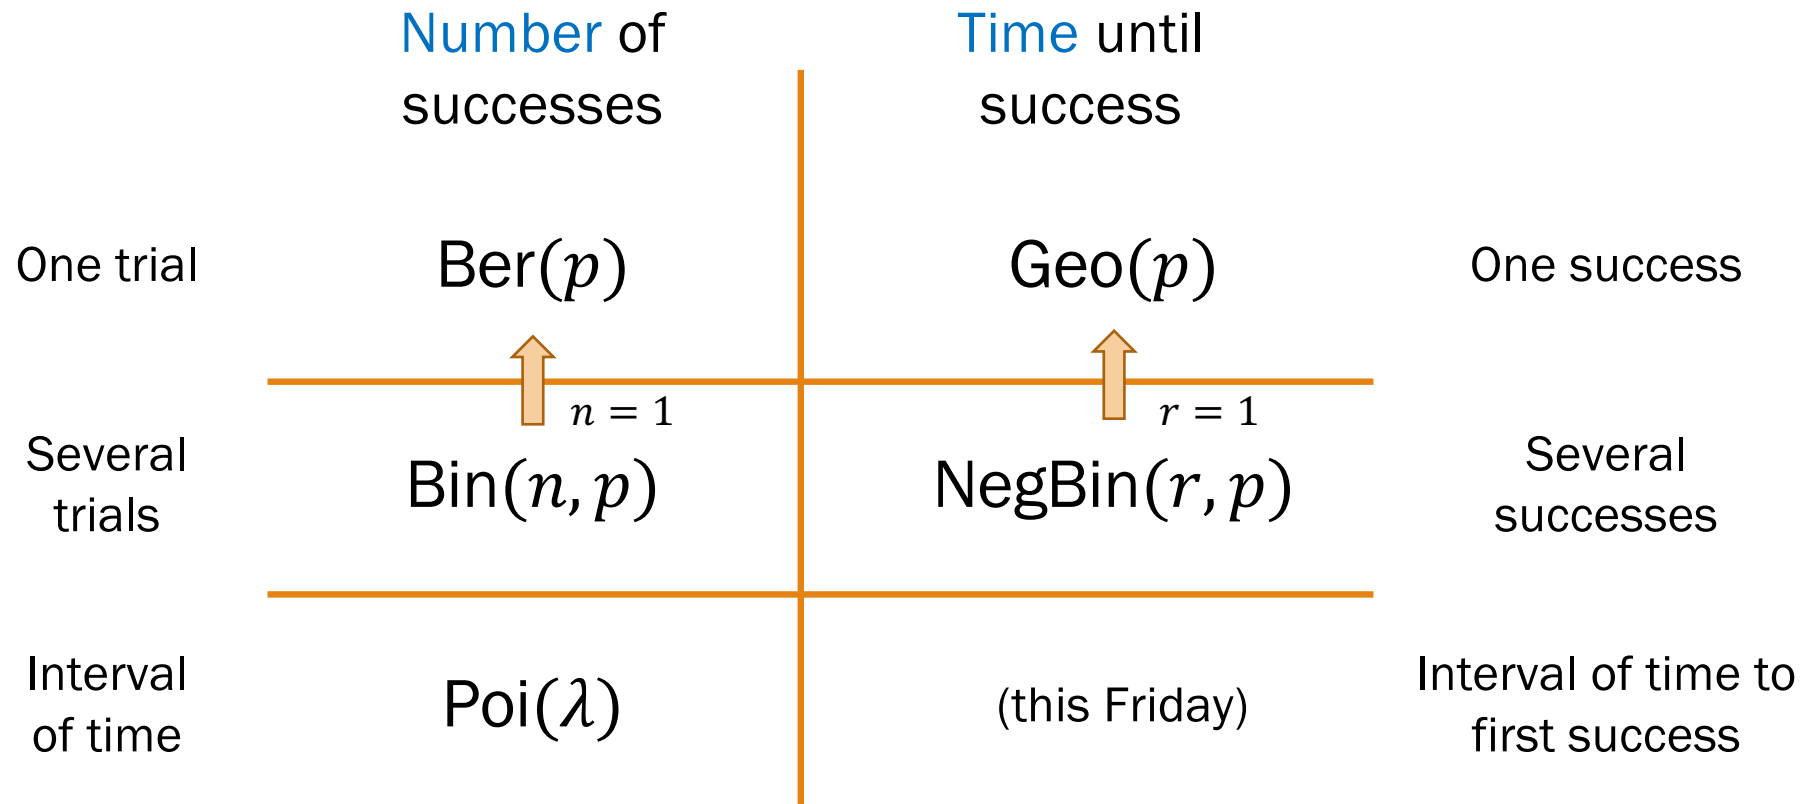 Number of
successes
Time until
success
One trial
Ber(p)
Geo(p)
One success
n = 1
r = 1
Several
trials
Bin(n, p)
NegBin(r, p)
Several
successes
Interval
of time
Poi(λ)
(this Friday)
Interval of time to
first success